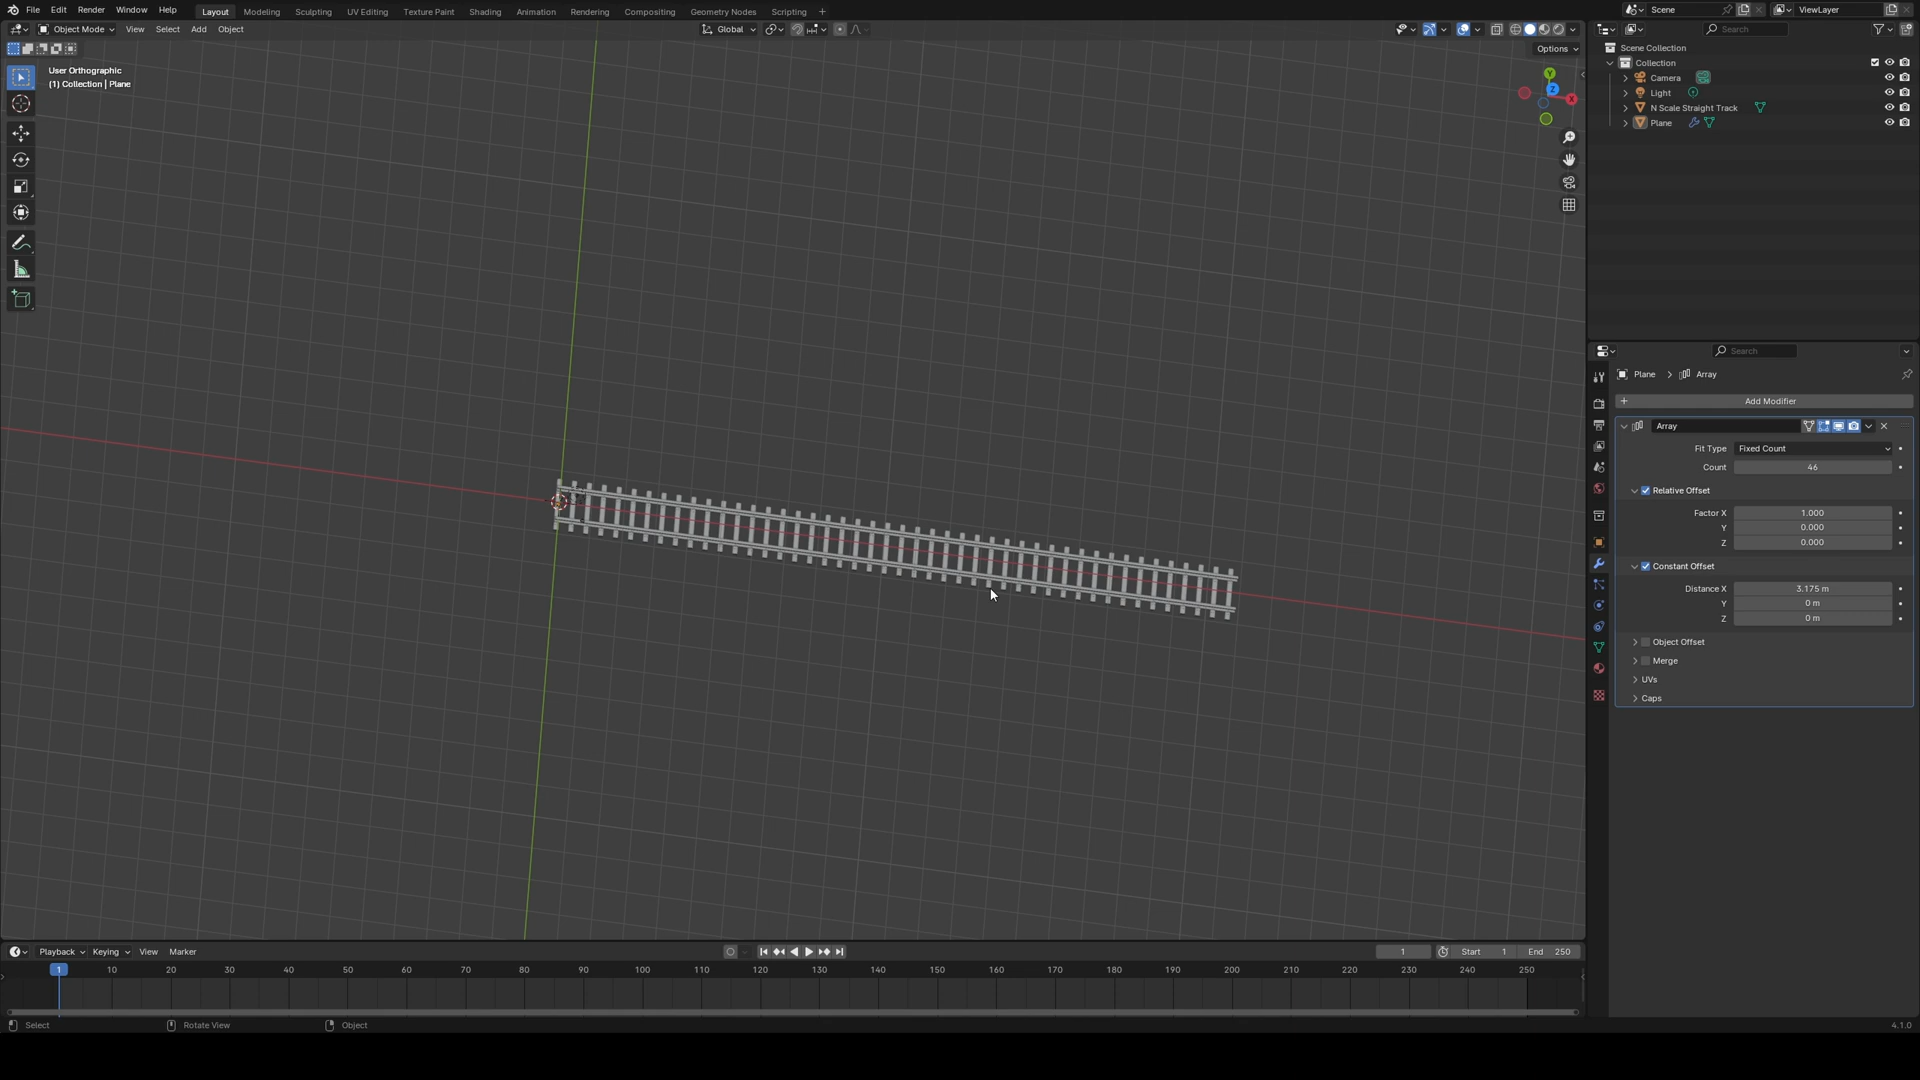 File Edit Render Window Help Layout Modeling Sculpting UV Editing Texture Paint Shading Animation Rendering Compositing Geometry Nodes Scripting + Scene ViewLayer
Object Mode View Select Add Object Global Search
Options
User Orthographic
(1) Collection | Plane
Y
Z
X
Scene Collection
Collection
Camera
Light
N Scale Straight Track
Plane
Search
Plane > Array
+ Add Modifier
Array
Fit Type Fixed Count
Count 46
Relative Offset
Factor X 1.000
Y 0.000
Z 0.000
Constant Offset
Distance X 3.175 m
Y 0 m
Z 0 m
Object Offset
Merge
UVs
Caps
Playback Keying View Marker 1 Start 1 End 250
1 10 20 30 40 50 60 70 80 90 100 110 120 130 140 150 160 170 180 190 200 210 220 230 240 250
Select Rotate View Object 4.1.0